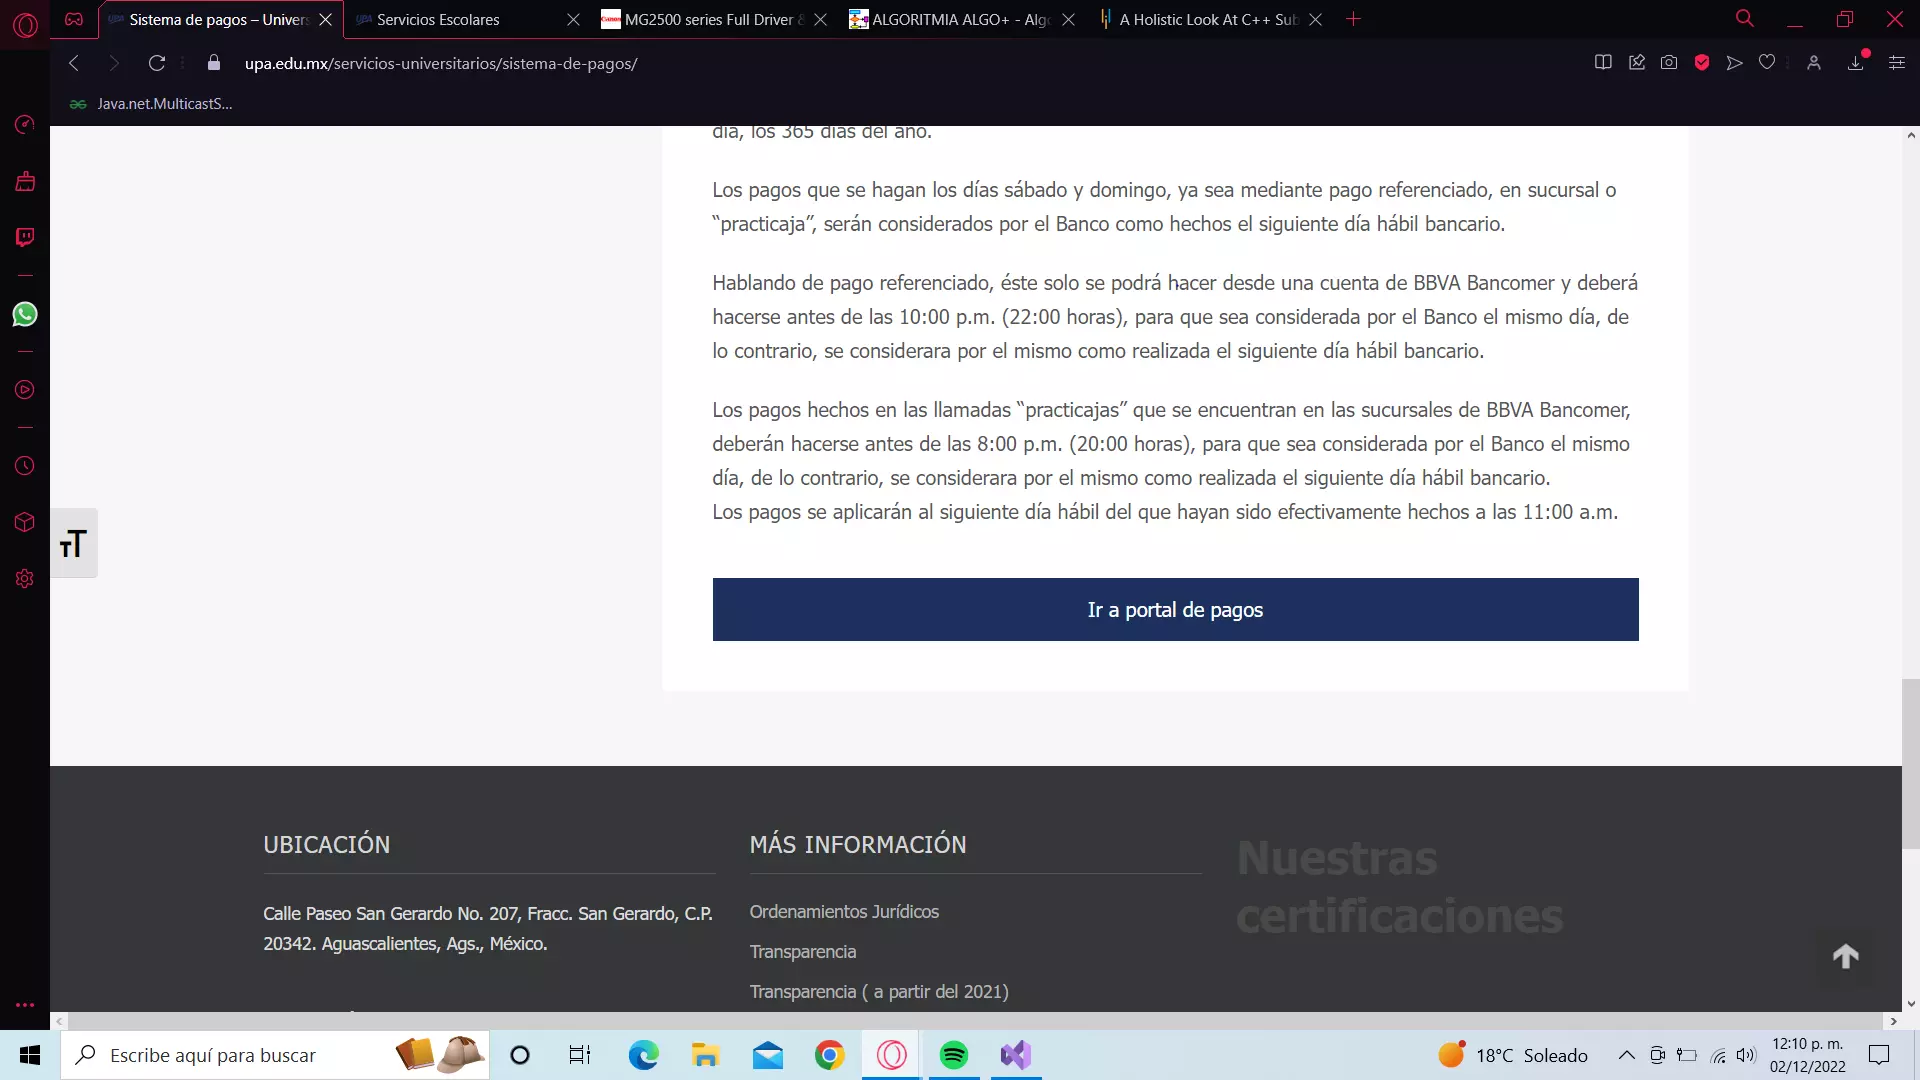 Sistema de pagos – Univers
Servicios Escolares
MG2500 series Full Driver &
ALGORITMIA ALGO+ - Algo
A Holistic Look At C++ Sub
upa.edu.mx/servicios-universitarios/sistema-de-pagos/
Java.net.MulticastS...
día, los 365 días del año.
Los pagos que se hagan los días sábado y domingo, ya sea mediante pago referenciado, en sucursal o
“practicaja”, serán considerados por el Banco como hechos el siguiente día hábil bancario.
Hablando de pago referenciado, éste solo se podrá hacer desde una cuenta de BBVA Bancomer y deberá
hacerse antes de las 10:00 p.m. (22:00 horas), para que sea considerada por el Banco el mismo día, de
lo contrario, se considerara por el mismo como realizada el siguiente día hábil bancario.
Los pagos hechos en las llamadas “practicajas” que se encuentran en las sucursales de BBVA Bancomer,
deberán hacerse antes de las 8:00 p.m. (20:00 horas), para que sea considerada por el Banco el mismo
día, de lo contrario, se considerara por el mismo como realizada el siguiente día hábil bancario.
Los pagos se aplicarán al siguiente día hábil del que hayan sido efectivamente hechos a las 11:00 a.m.
TT
Ir a portal de pagos
UBICACIÓN
Calle Paseo San Gerardo No. 207, Fracc. San Gerardo, C.P.
20342. Aguascalientes, Ags., México.
MÁS INFORMACIÓN
Ordenamientos Jurídicos
Transparencia
Transparencia ( a partir del 2021)
Nuestras
certificaciones
Escribe aquí para buscar
18°C Soleado
12:10 p. m.
02/12/2022